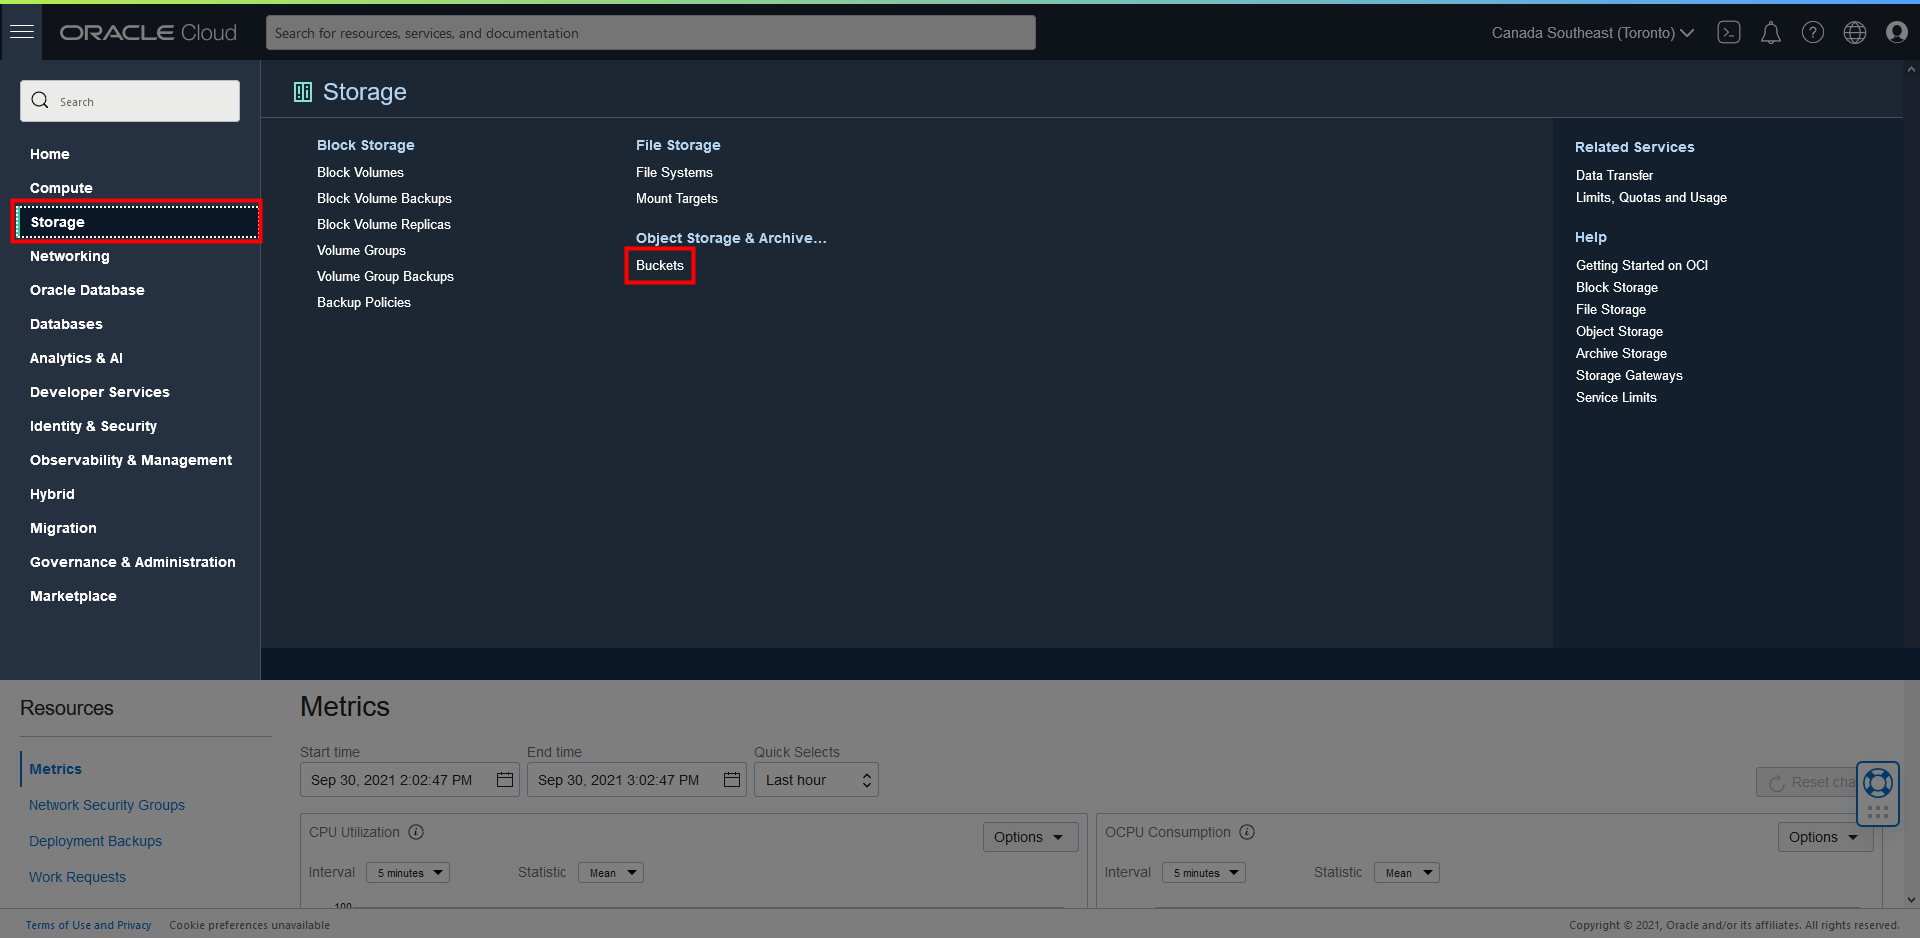 ORACLE Cloud
Search for resources, services, and documentation
Canada Southeast (Toronto)
Search
Home
Compute
Storage
Networking
Oracle Database
Databases
Analytics & AI
Developer Services
Identity & Security
Observability & Management
Hybrid
Migration
Governance & Administration
Marketplace
Storage
Block Storage
Block Volumes
Block Volume Backups
Block Volume Replicas
Volume Groups
Volume Group Backups
Backup Policies
File Storage
File Systems
Mount Targets
Object Storage & Archive...
Buckets
Related Services
Data Transfer
Limits, Quotas and Usage
Help
Getting Started on OCI
Block Storage
File Storage
Object Storage
Archive Storage
Storage Gateways
Service Limits
Resources
Metrics
Network Security Groups
Deployment Backups
Work Requests
Metrics
Start time
End time
Quick Selects
Sep 30, 2021 2:02:47 PM
Sep 30, 2021 3:02:47 PM
Last hour
Reset cha
CPU Utilization
Options
Interval
5 minutes
Statistic
Mean
100
OCPU Consumption
Options
Interval
5 minutes
Statistic
Mean
Terms of Use and Privacy
Cookie preferences unavailable
Copyright © 2021, Oracle and/or its affiliates. All rights reserved.